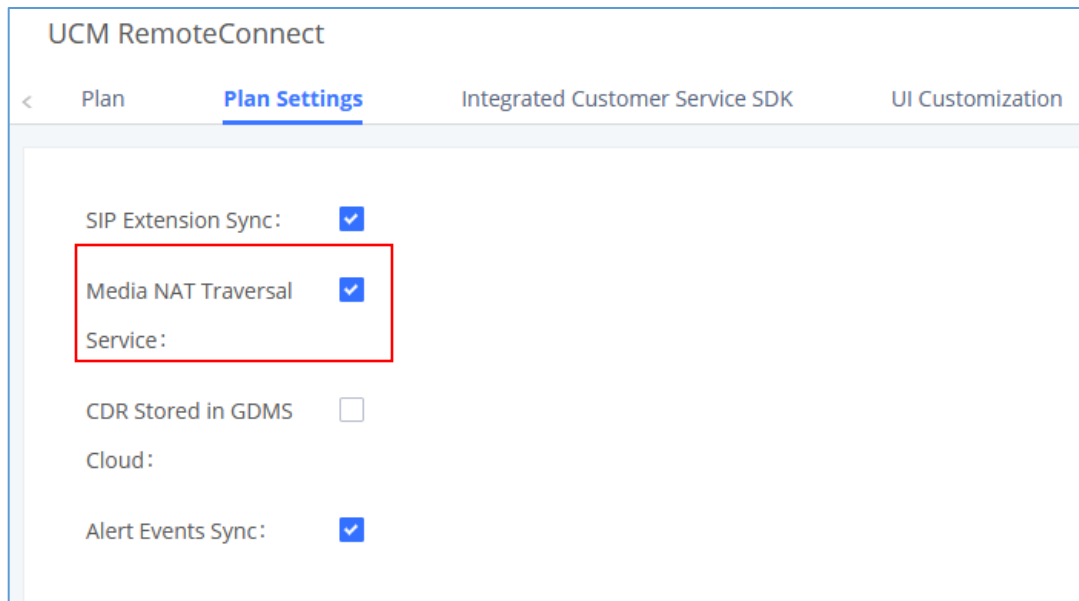 UCM RemoteConnect
< Plan Plan Settings Integrated Customer Service SDK UI Customization
SIP Extension Sync:
Media NAT Traversal
Service:
CDR Stored in GDMS
Cloud:
Alert Events Sync: